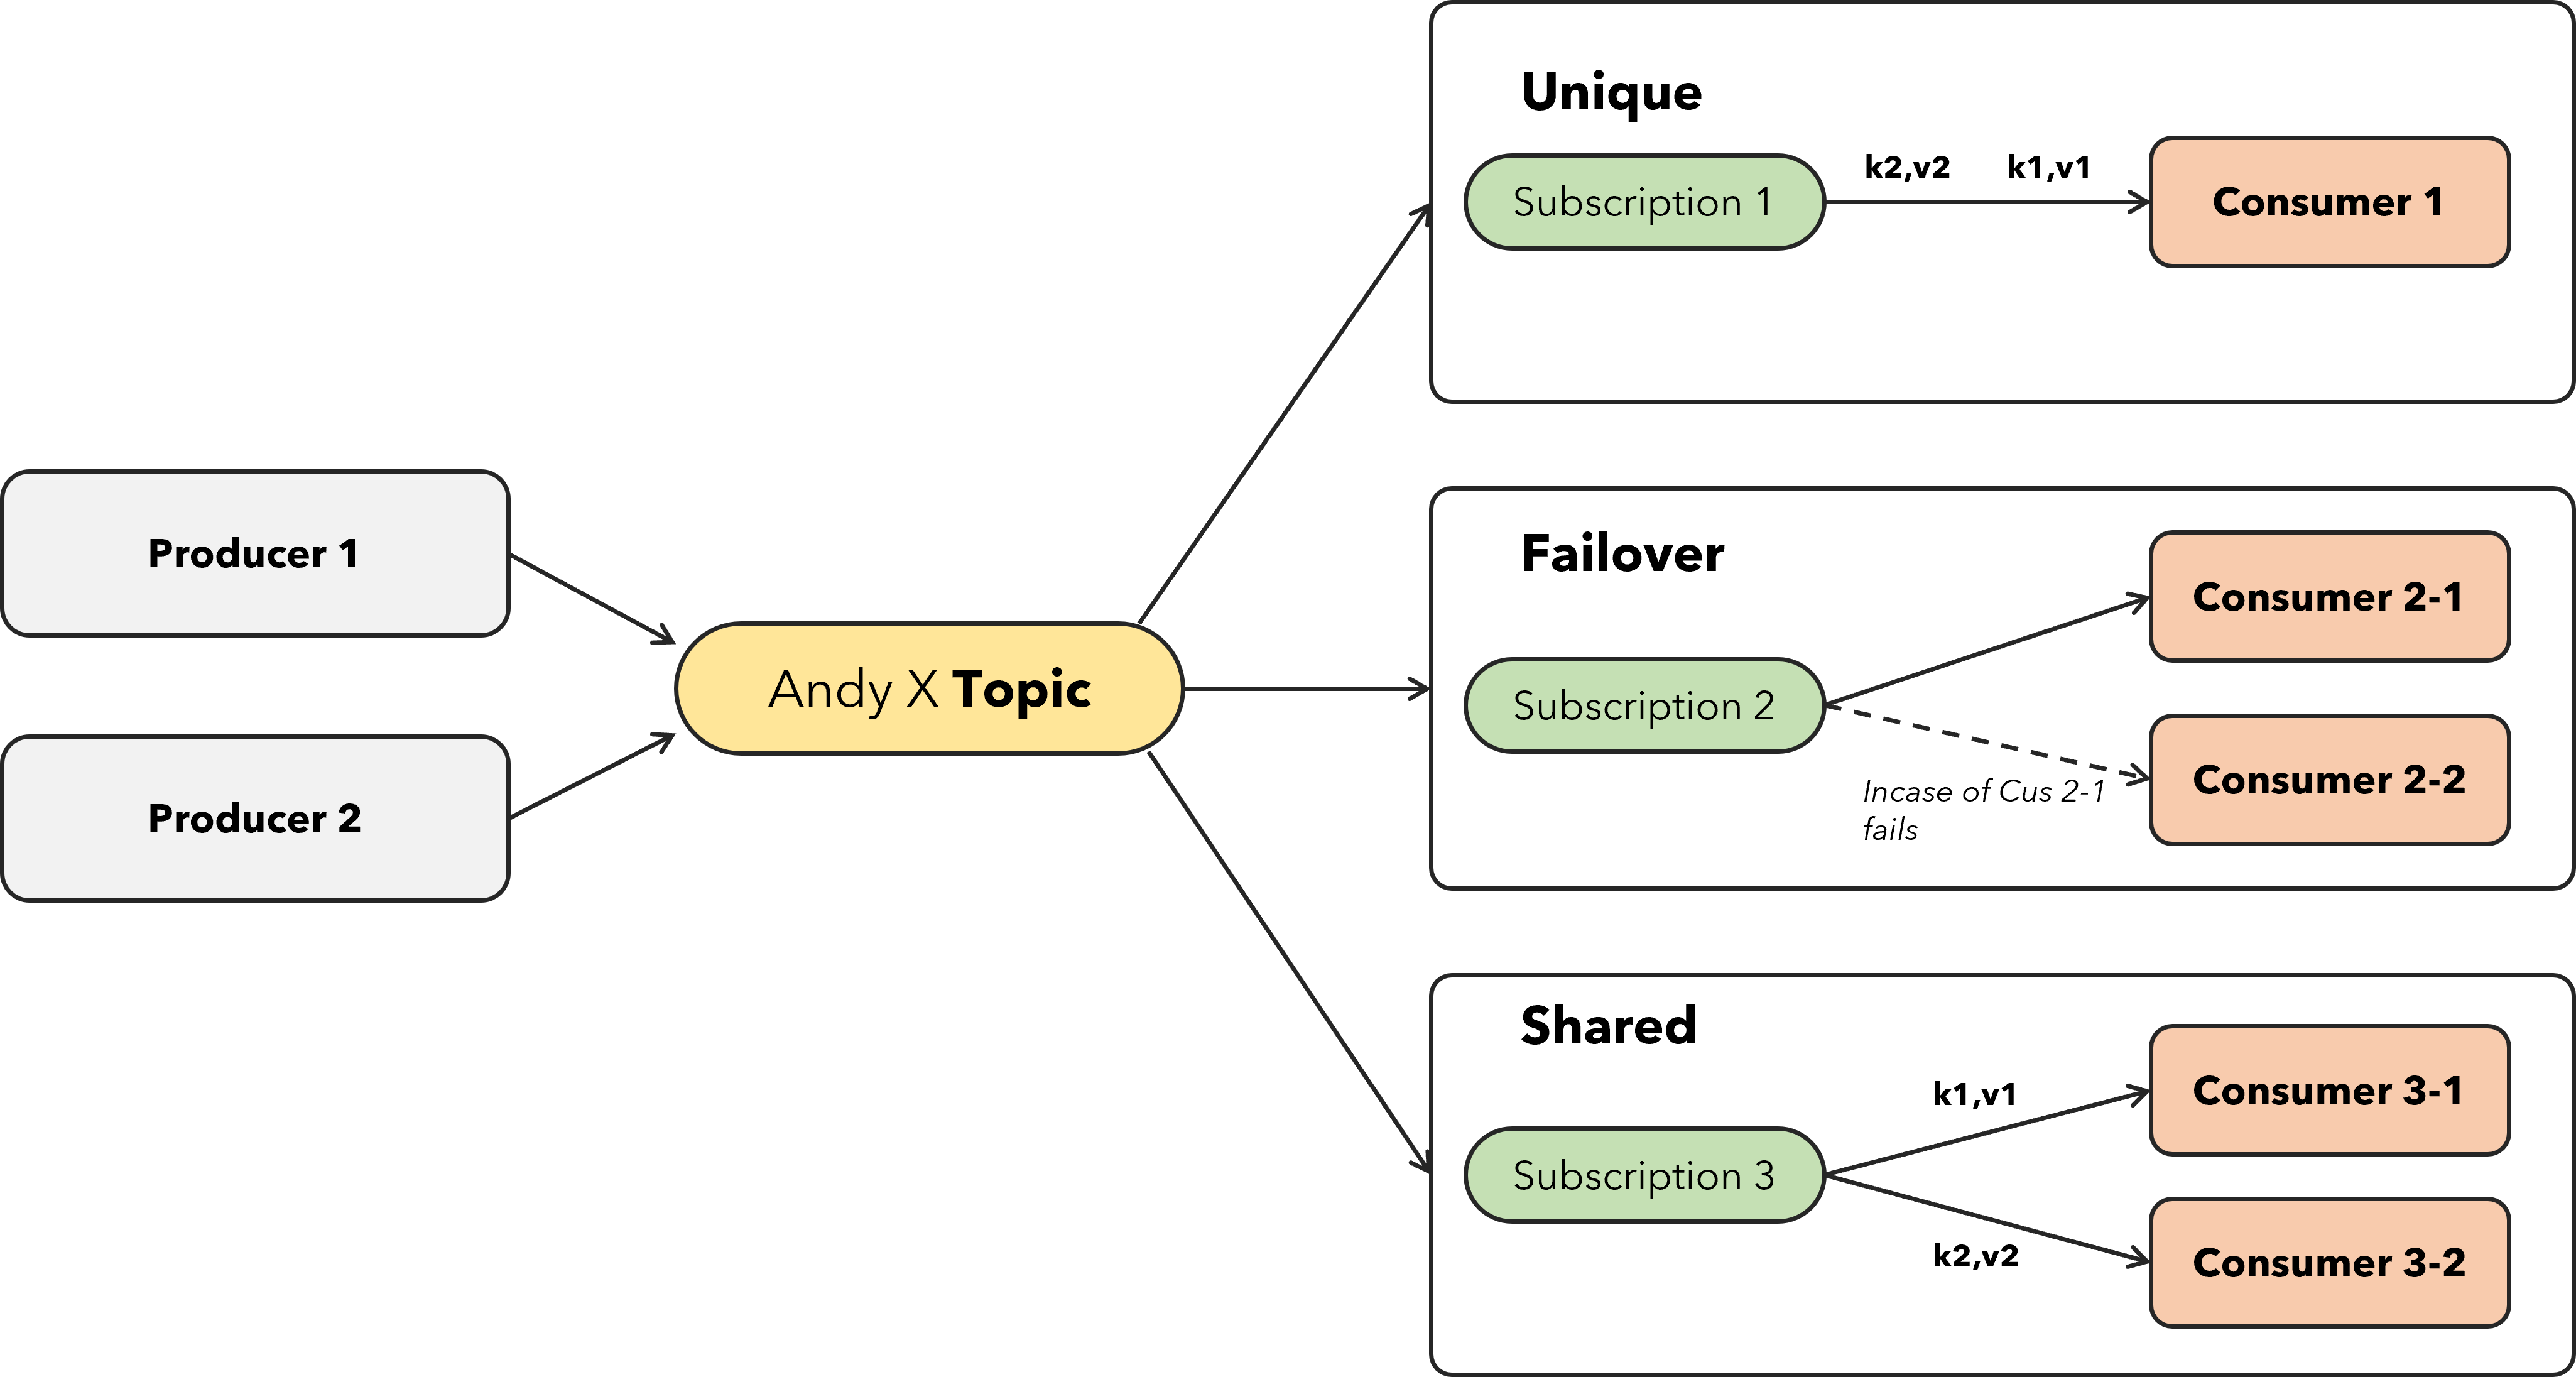 Unique
Subscription 1
k2,v2
k1,v1
Consumer 1
Producer 1
Producer 2
Andy X Topic
Failover
Subscription 2
Consumer 2-1
Incase of Cus 2-1
fails
Consumer 2-2
Shared
Subscription 3
k1,v1
Consumer 3-1
k2,v2
Consumer 3-2